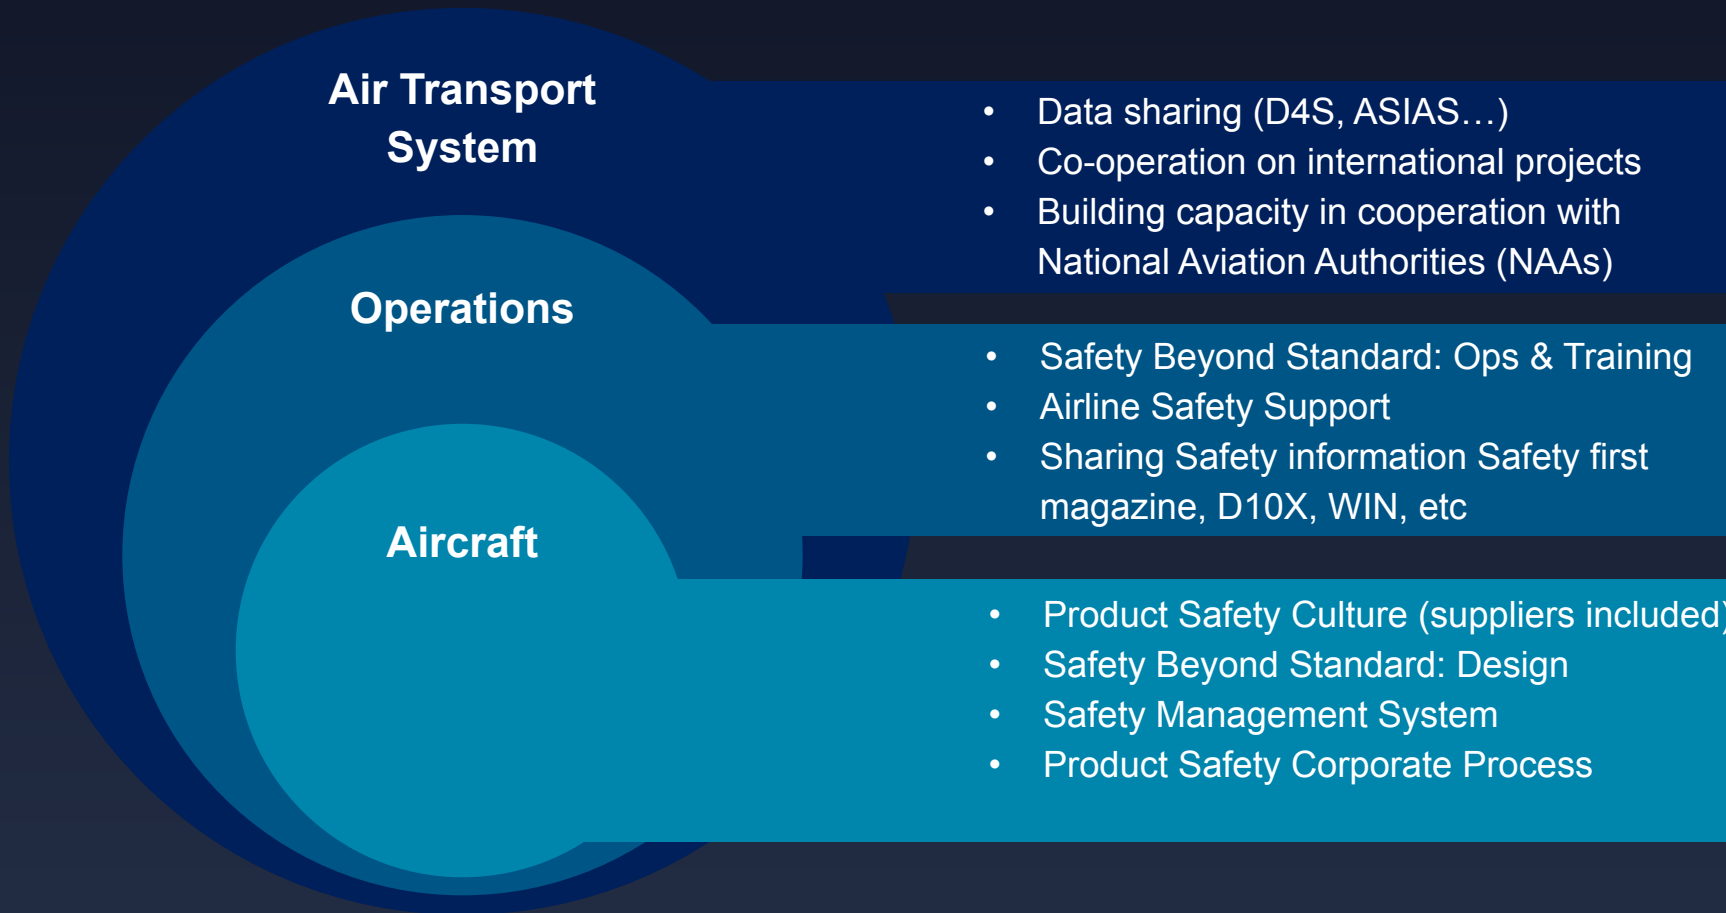 Air Transport
System
• Data sharing (D4S, ASIAS…)
• Co-operation on international projects
• Building capacity in cooperation with
National Aviation Authorities (NAAs)
Operations
• Safety Beyond Standard: Ops & Training
• Airline Safety Support
• Sharing Safety information Safety first
magazine, D10X, WIN, etc
Aircraft
• Product Safety Culture (suppliers included)
• Safety Beyond Standard: Design
• Safety Management System
• Product Safety Corporate Process